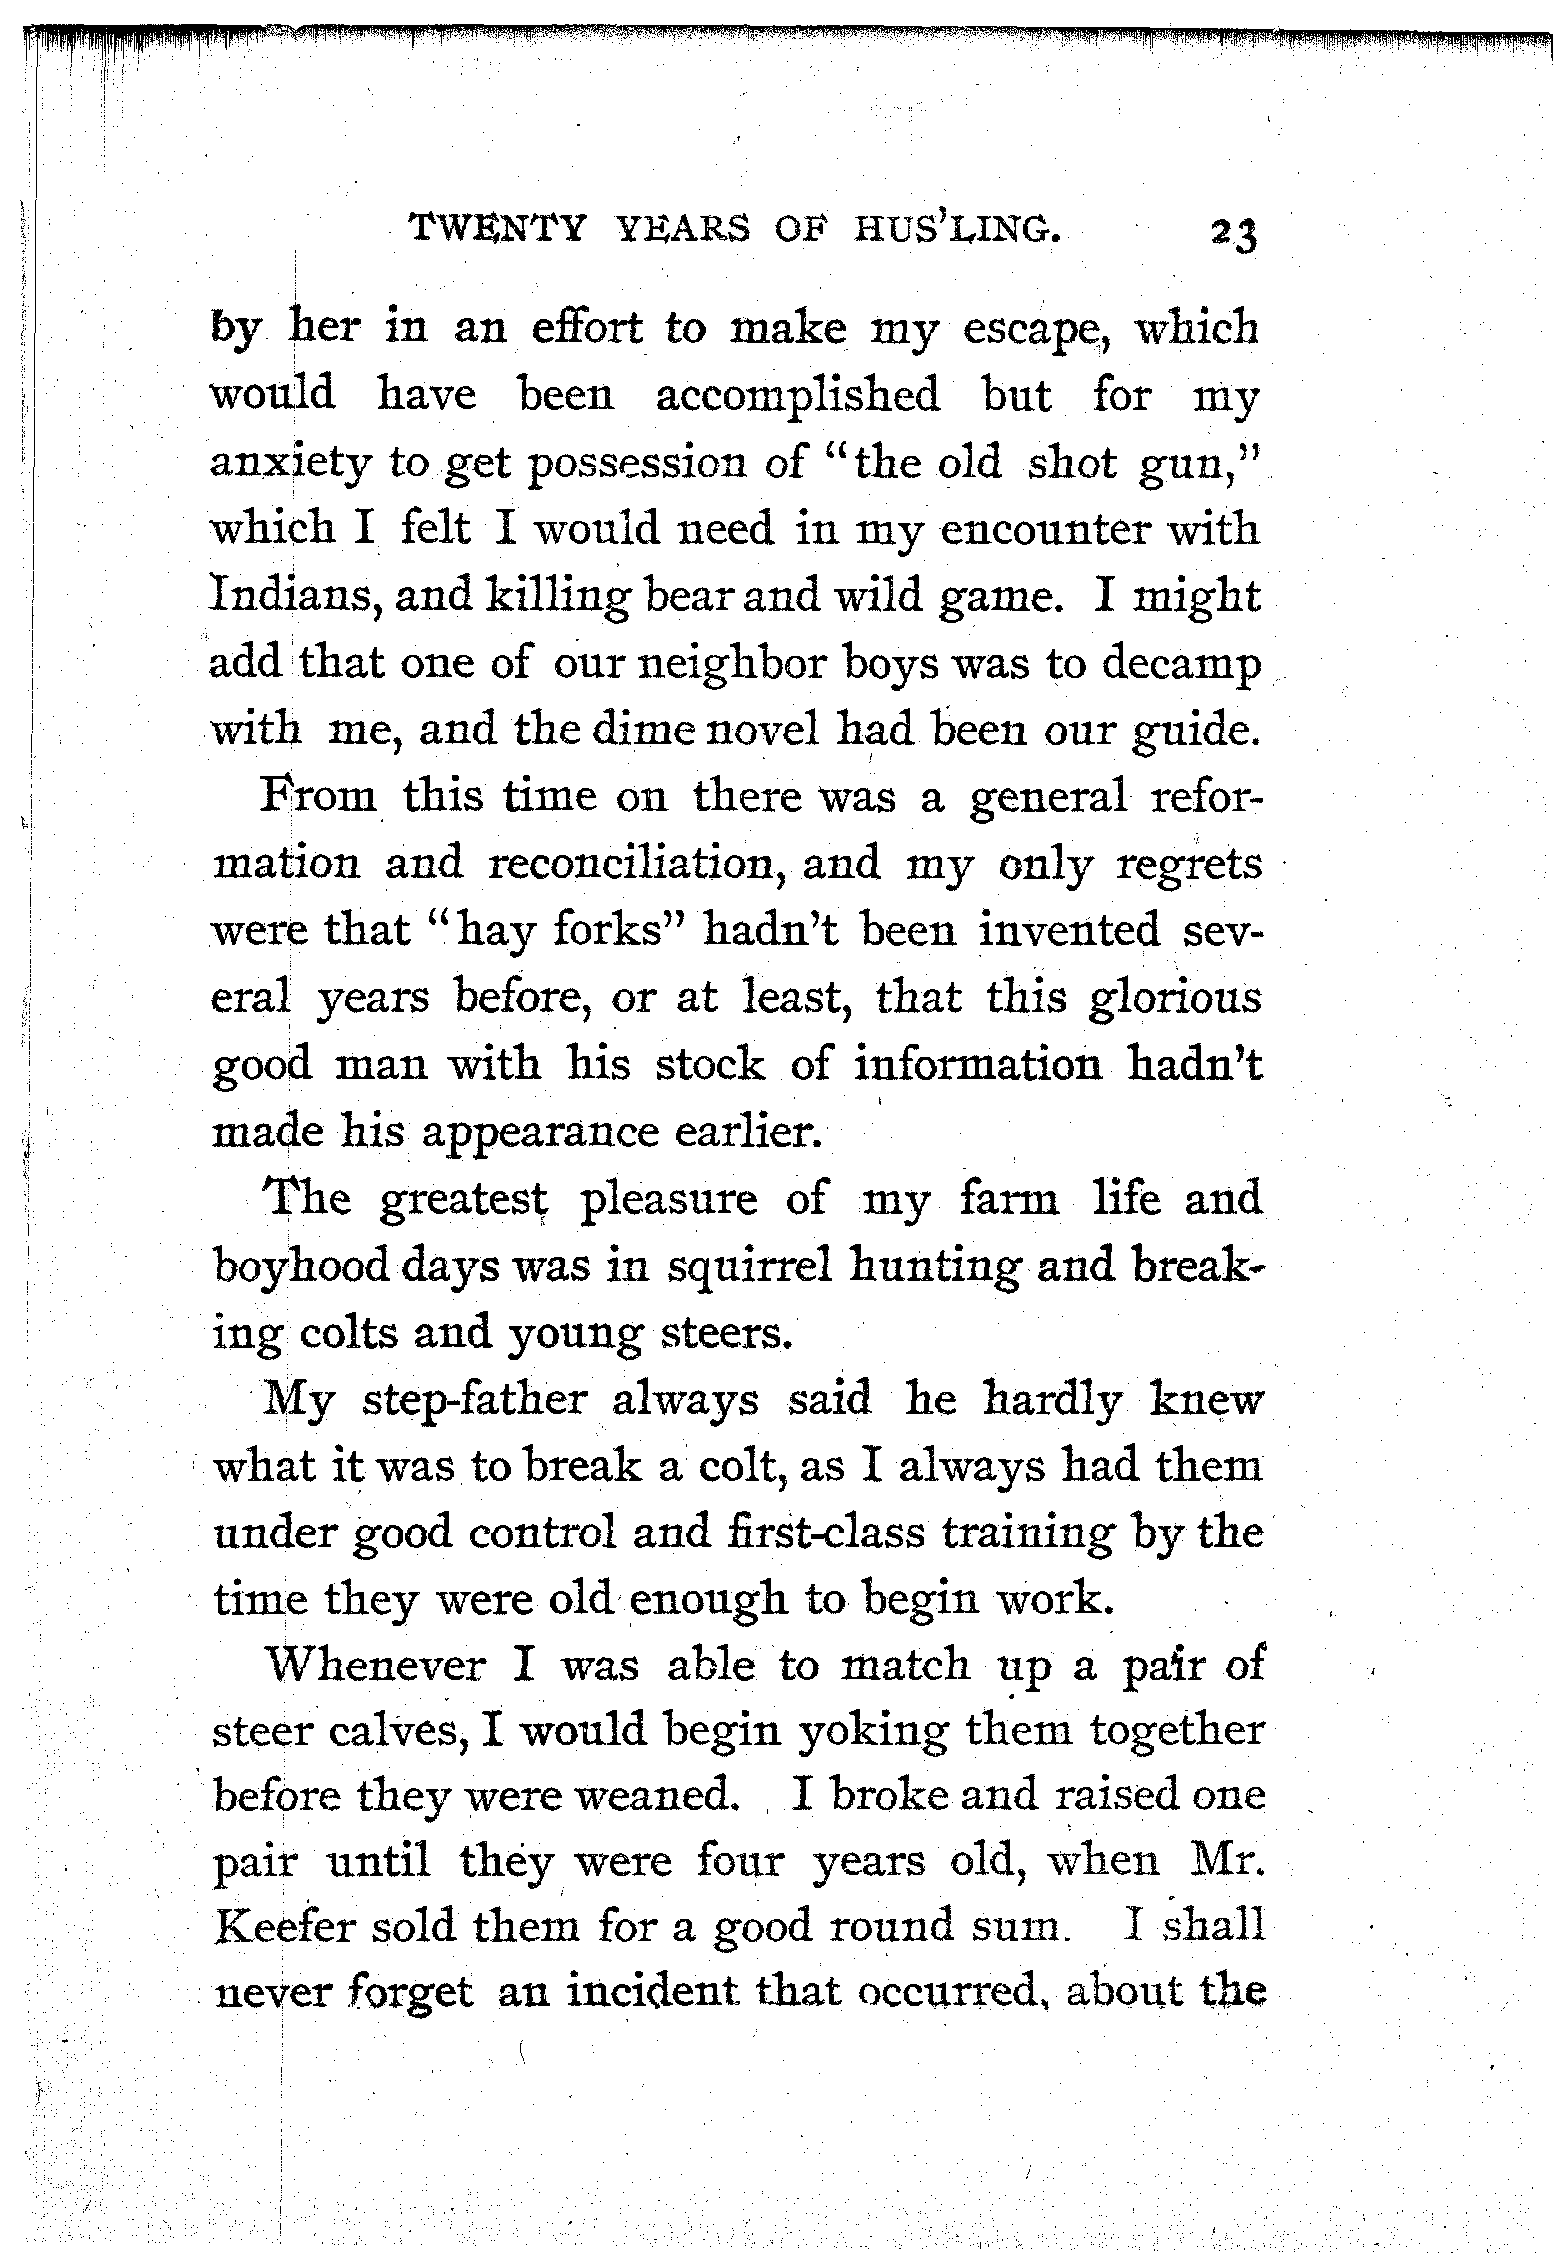 TWENTY YEARS OF HUS'LING. 23
by her in an effort to make my escape, which
would have been accomplished but for my
anxiety to get possession of "the old shot gun,"
which I felt I would need in my encounter with
Indians, and killing bear and wild game. I might
add that one of our neighbor boys was to decamp
with me, and the dime novel had been our guide.
From this time on there was a general refor-
mation and reconciliation, and my only regrets
were that "hay forks" hadn't been invented sev-
eral years before, or at least, that this glorious
good man with his stock of information hadn't
made his appearance earlier.
The greatest pleasure of my farm life and
boyhood days was in squirrel hunting and break-
ing colts and young steers.
My step-father always said he hardly knew
what it was to break a colt, as I always had them
under good control and first-class training by the
time they were old enough to begin work.
Whenever I was able to match up a pair of
steer calves, I would begin yoking them together
before they were weaned. I broke and raised one
pair until they were four years old, when Mr.
Keefer sold them for a good round sum. I shall
never forget an incident that occurred, about the